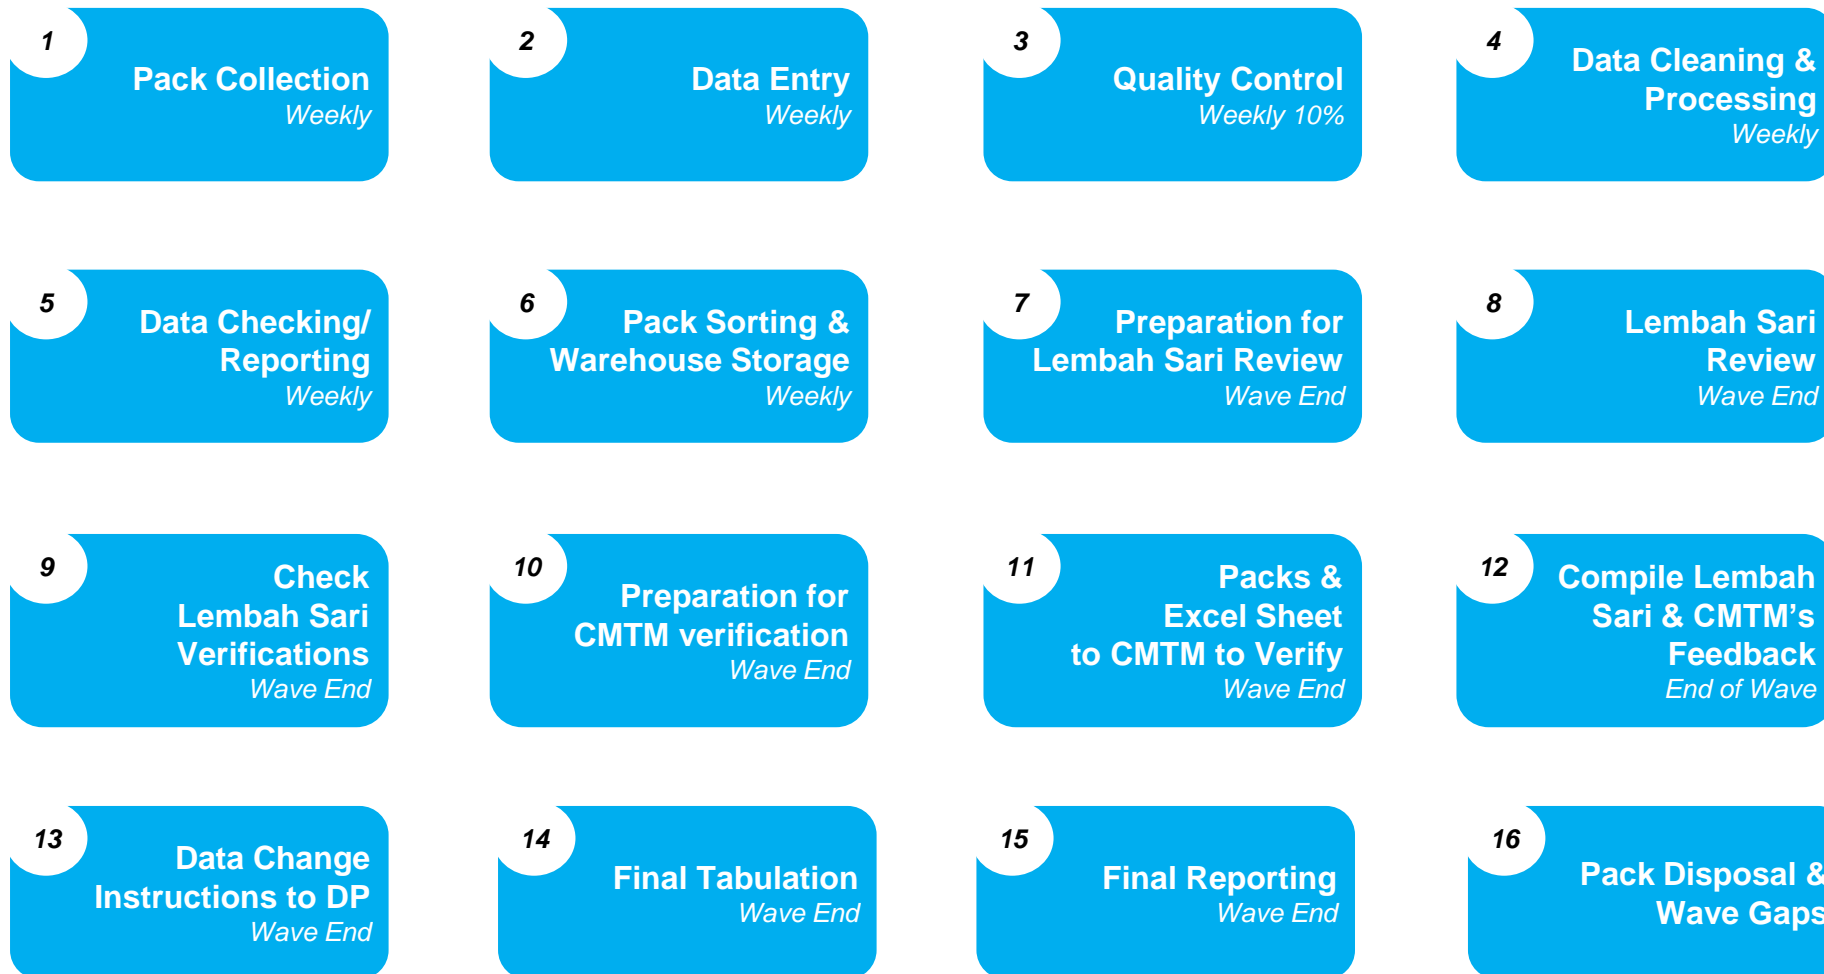 1
Pack Collection
Weekly
2
Data Entry
Weekly
3
Quality Control
Weekly 10%
4
Data Cleaning &
Processing
Weekly
5
Data Checking/
Reporting
Weekly
6
Pack Sorting &
Warehouse Storage
Weekly
7
Preparation for
Lembah Sari Review
Wave End
8
Lembah Sari
Review
Wave End
9
Check
Lembah Sari
Verifications
Wave End
10
Preparation for
CMTM verification
Wave End
11
Packs &
Excel Sheet
to CMTM to Verify
Wave End
12
Compile Lembah
Sari & CMTM’s
Feedback
End of Wave
13
Data Change
Instructions to DP
Wave End
14
Final Tabulation
Wave End
15
Final Reporting
Wave End
16
Pack Disposal &
Wave Gaps